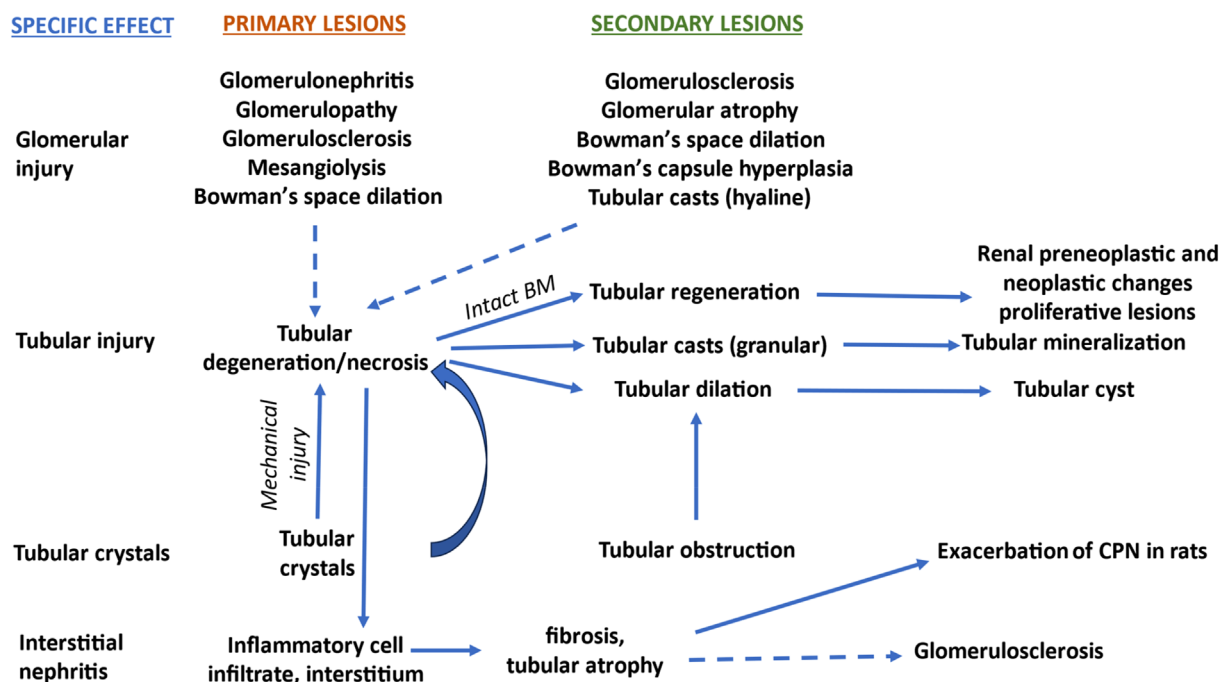 SPECIFIC EFFECT
PRIMARY LESIONS
SECONDARY LESIONS
Glomerular
injury
Glomerulonephritis
Glomerulopathy
Glomerulosclerosis
Mesangiolysis
Bowman's space dilation
Glomerulosclerosis
Glomerular atrophy
Bowman's space dilation
Bowman's capsule hyperplasia
Tubular casts (hyaline)
Tubular injury
Tubular
degeneration/necrosis
Intact BM
Tubular regeneration
Renal preneoplastic and
neoplastic changes
proliferative lesions
Tubular casts (granular)
Tubular mineralization
Tubular dilation
Tubular cyst
Mechanical
injury
Tubular crystals
Tubular
crystals
Tubular obstruction
Exacerbation of CPN in rats
Interstitial
nephritis
Inflammatory cell
infiltrate, interstitium
fibrosis,
tubular atrophy
Glomerulosclerosis